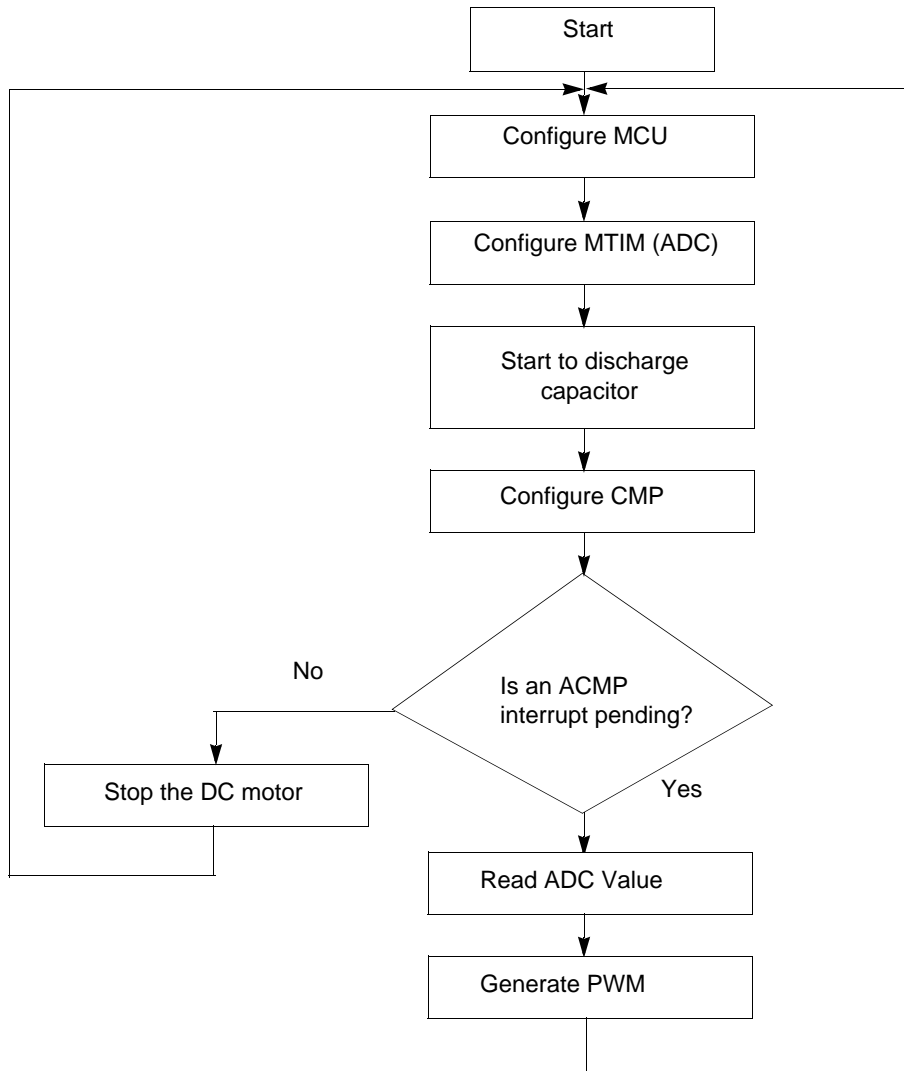 Start
Configure MCU
Configure MTIM (ADC)
Start to discharge
capacitor
Configure CMP
No
Is an ACMP
interrupt pending?
Yes
Stop the DC motor
Read ADC Value
Generate PWM